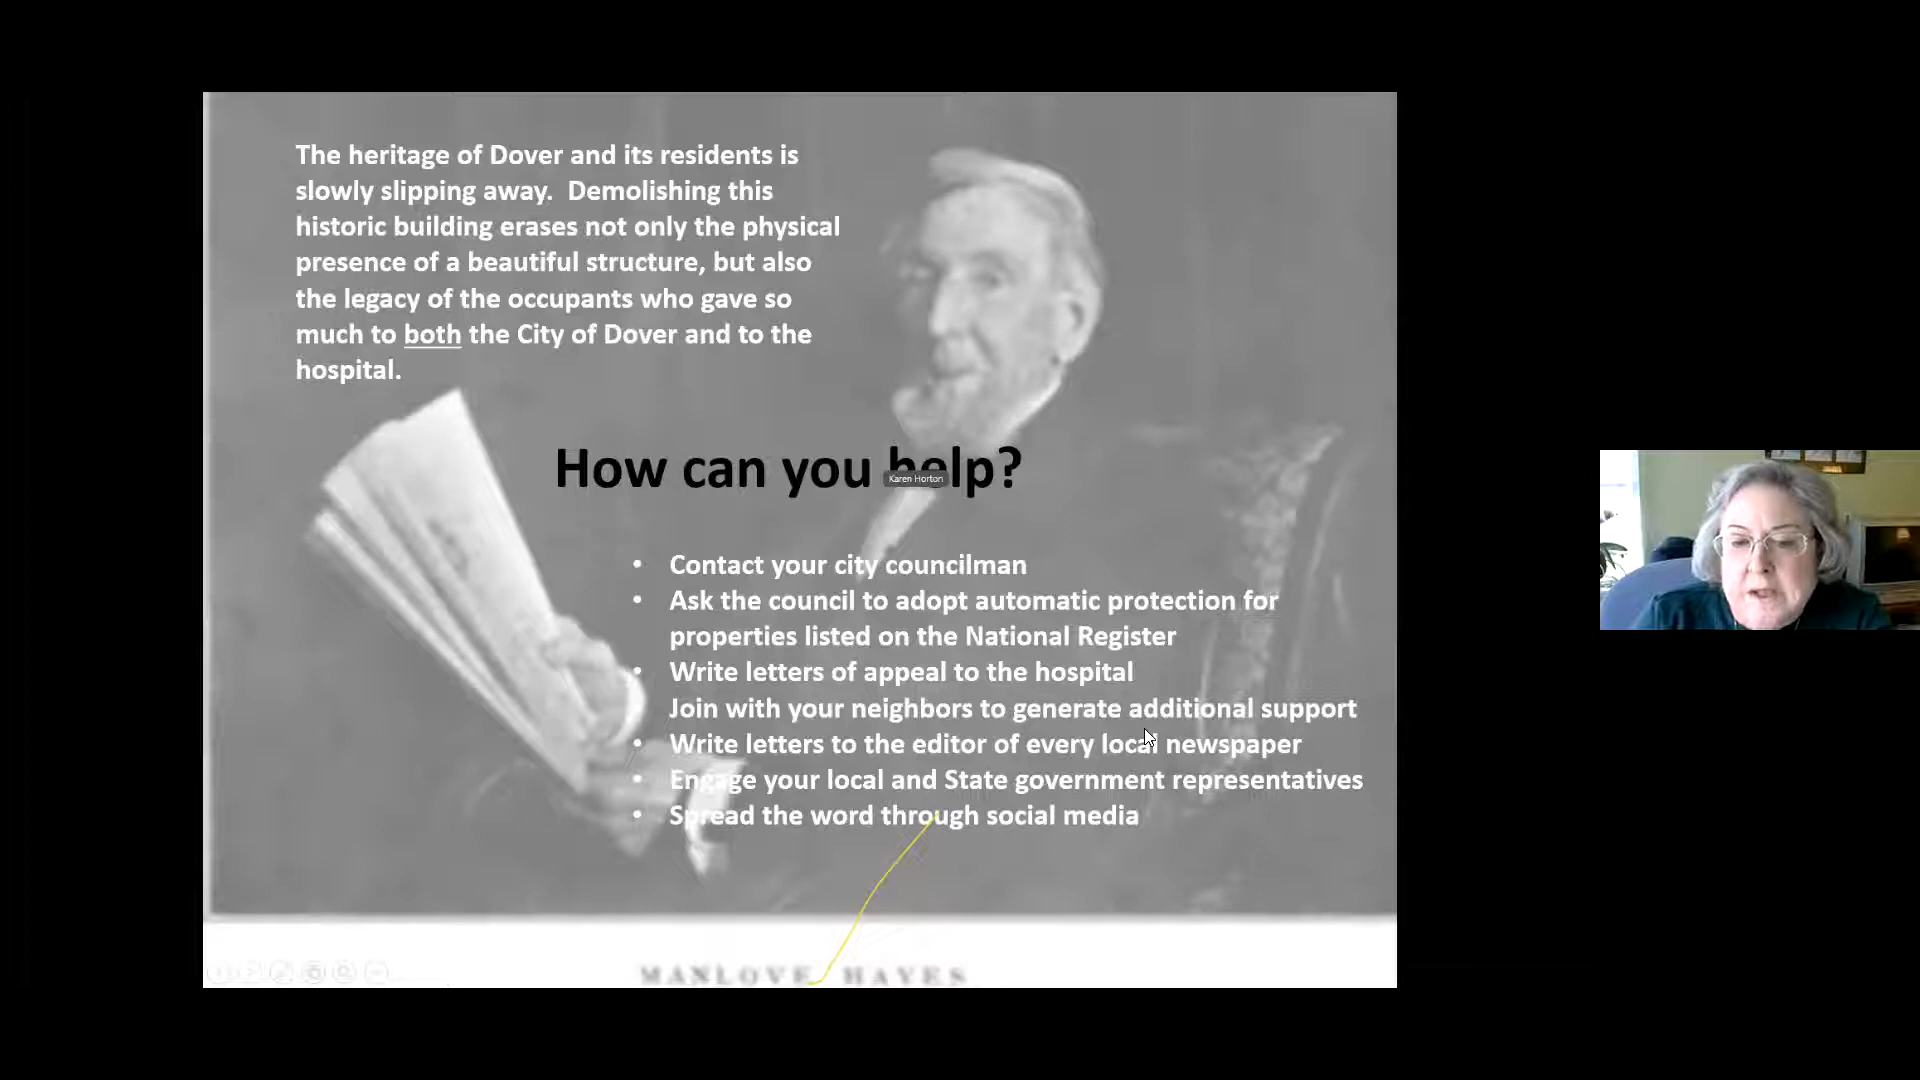 The heritage of Dover and its residents is
slowly slipping away.  Demolishing this
historic building erases not only the physical
presence of a beautiful structure, but also
the legacy of the occupants who gave so
much to both the City of Dover and to the
hospital.
How can you help?
Karen Horton
• Contact your city councilman
• Ask the council to adopt automatic protection for
properties listed on the National Register
• Write letters of appeal to the hospital
Join with your neighbors to generate additional support
• Write letters to the editor of every local newspaper
• Engage your local and State government representatives
• Spread the word through social media
MANLOVE HAYES